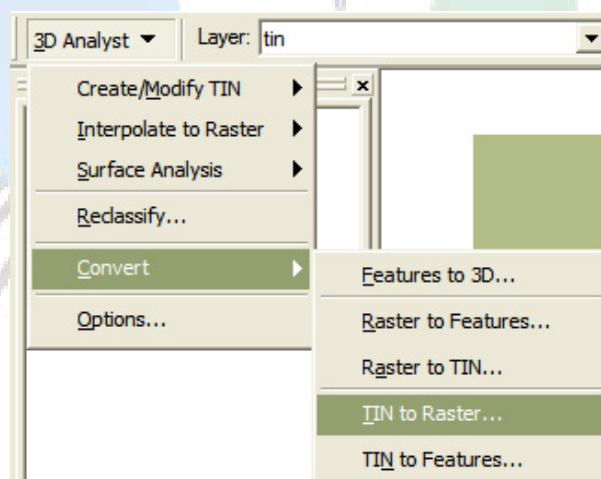 3D Analyst Layer: tin
Create/Modify TIN
Interpolate to Raster
Surface Analysis
Reclassify...
Convert
Options...
Features to 3D...
Raster to Features...
Raster to TIN...
TIN to Raster...
TIN to Features...